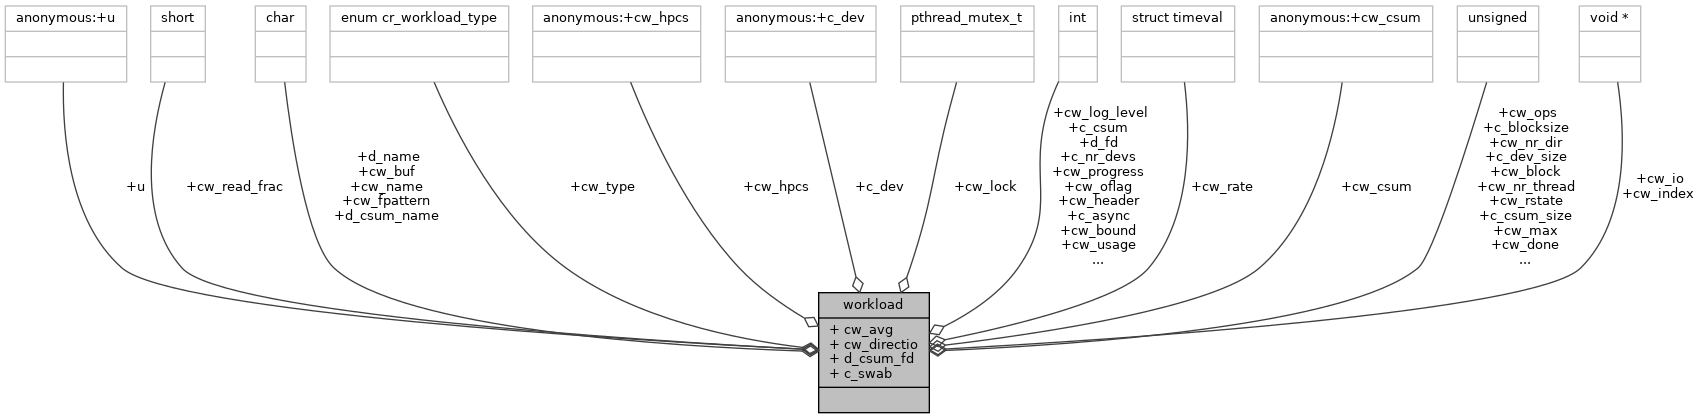 anonymous:+u
short
char
enum cr_workload_type
anonymous:+cw_hpcs
anonymous:+c_dev
pthread_mutex_t
int
struct timeval
anonymous:+cw_csum
unsigned
void *
+u
+cw_read_frac
+d_name
+cw_buf
+cw_name
+cw_fpattern
+d_csum_name
+cw_type
+cw_hpcs
+c_dev
+cw_lock
+cw_log_level
+c_csum
+d_fd
+c_nr_devs
+cw_progress
+cw_oflag
+cw_header
+c_async
+cw_bound
+cw_usage
...
+cw_rate
+cw_csum
+cw_ops
+c_blocksize
+cw_nr_dir
+c_dev_size
+cw_block
+cw_nr_thread
+cw_rstate
+c_csum_size
+cw_max
+cw_done
...
+cw_io
+cw_index
workload
+ cw_avg
+ cw_directio
+ d_csum_fd
+ c_swab